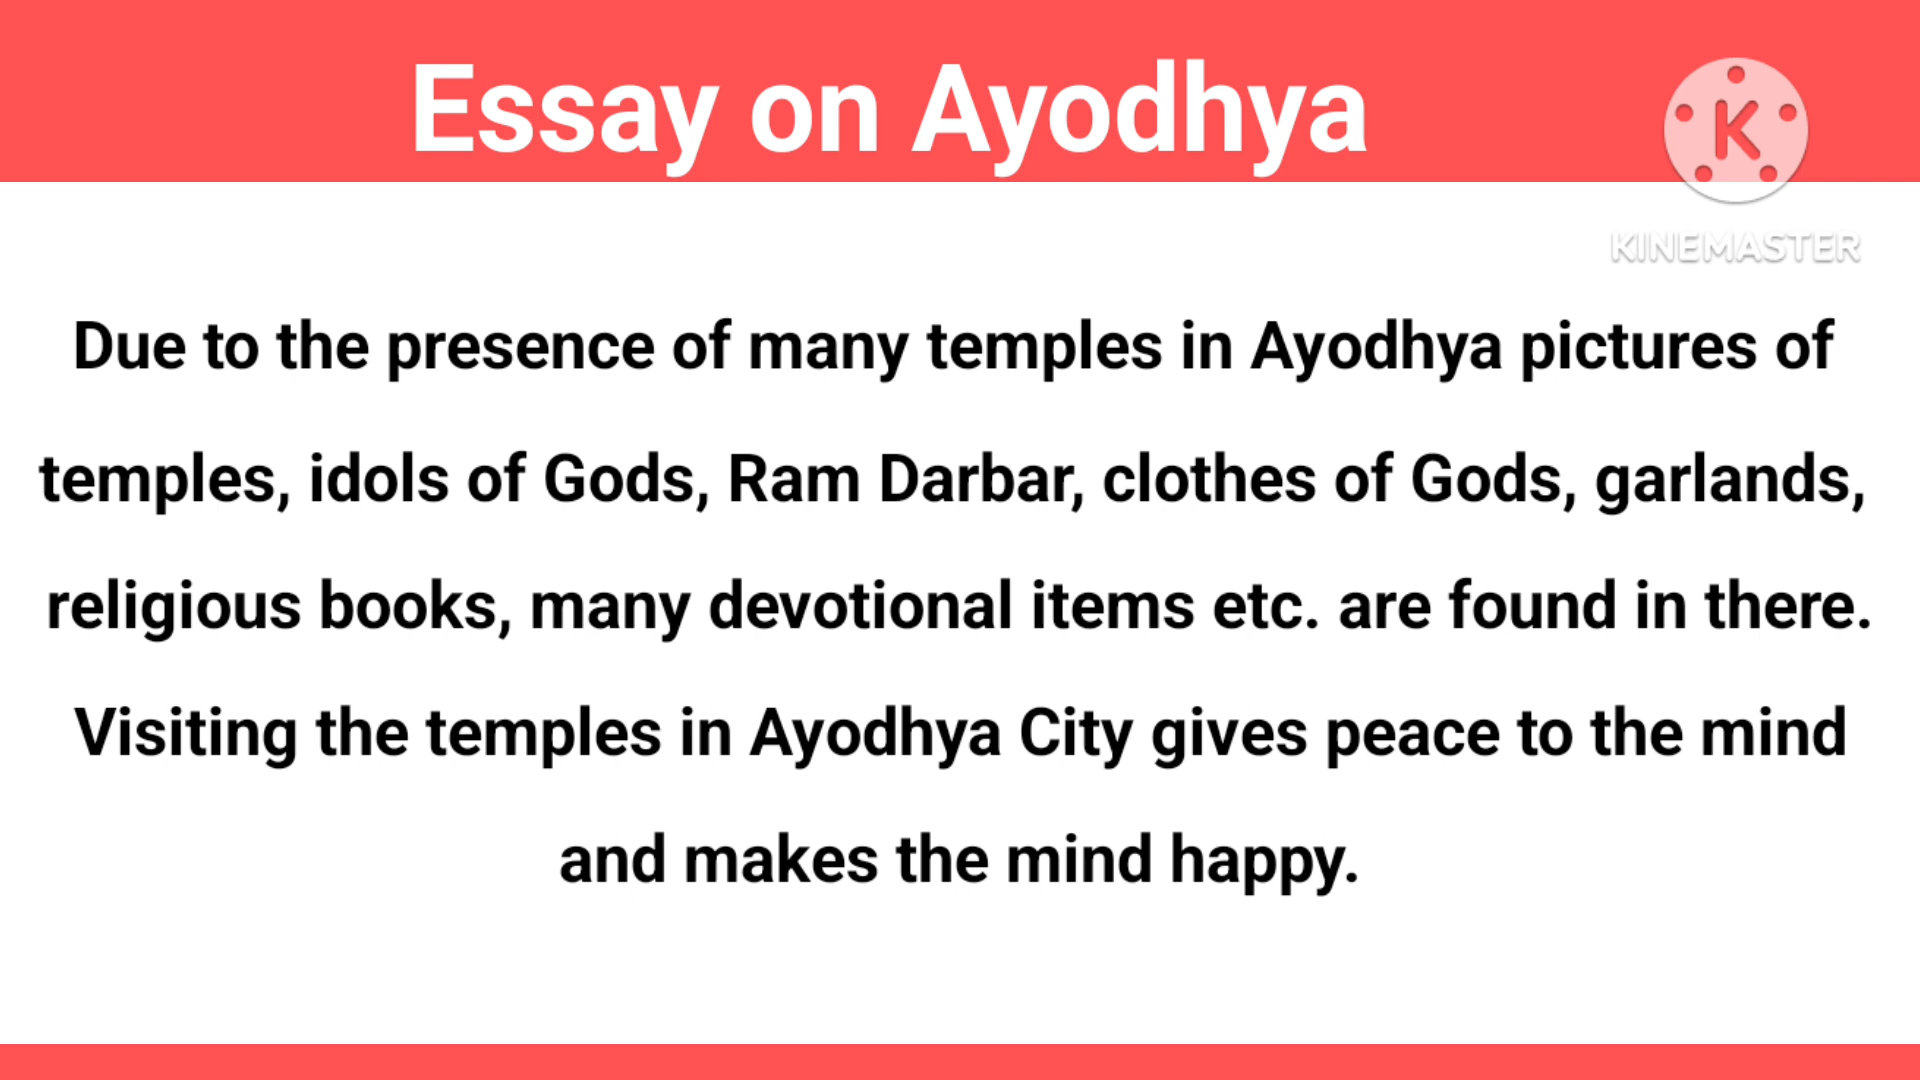 Essay on Ayodhya
K
KINEMASTER
Due to the presence of many temples in Ayodhya pictures of
temples, idols of Gods, Ram Darbar, clothes of Gods, garlands,
religious books, many devotional items etc. are found in there.
Visiting the temples in Ayodhya City gives peace to the mind
and makes the mind happy.